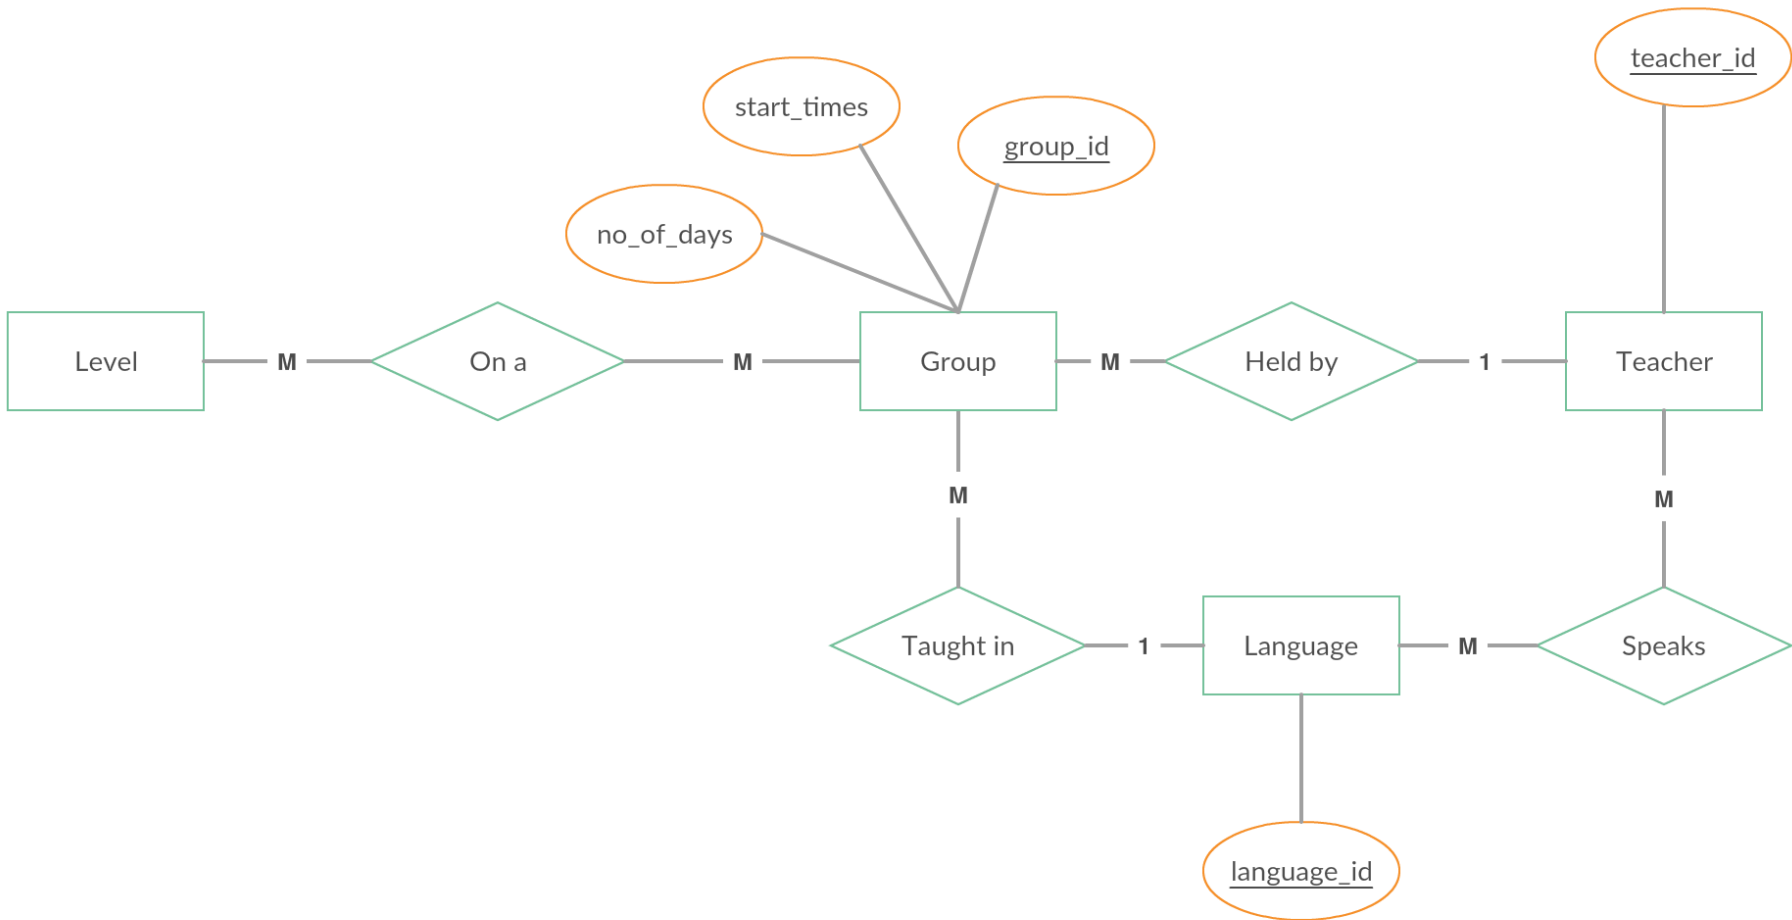 teacher_id
start_times
group_id
no_of_days
Level
M
On a
M
Group
M
Held by
1
Teacher
M
M
Taught in
1
Language
M
Speaks
language_id